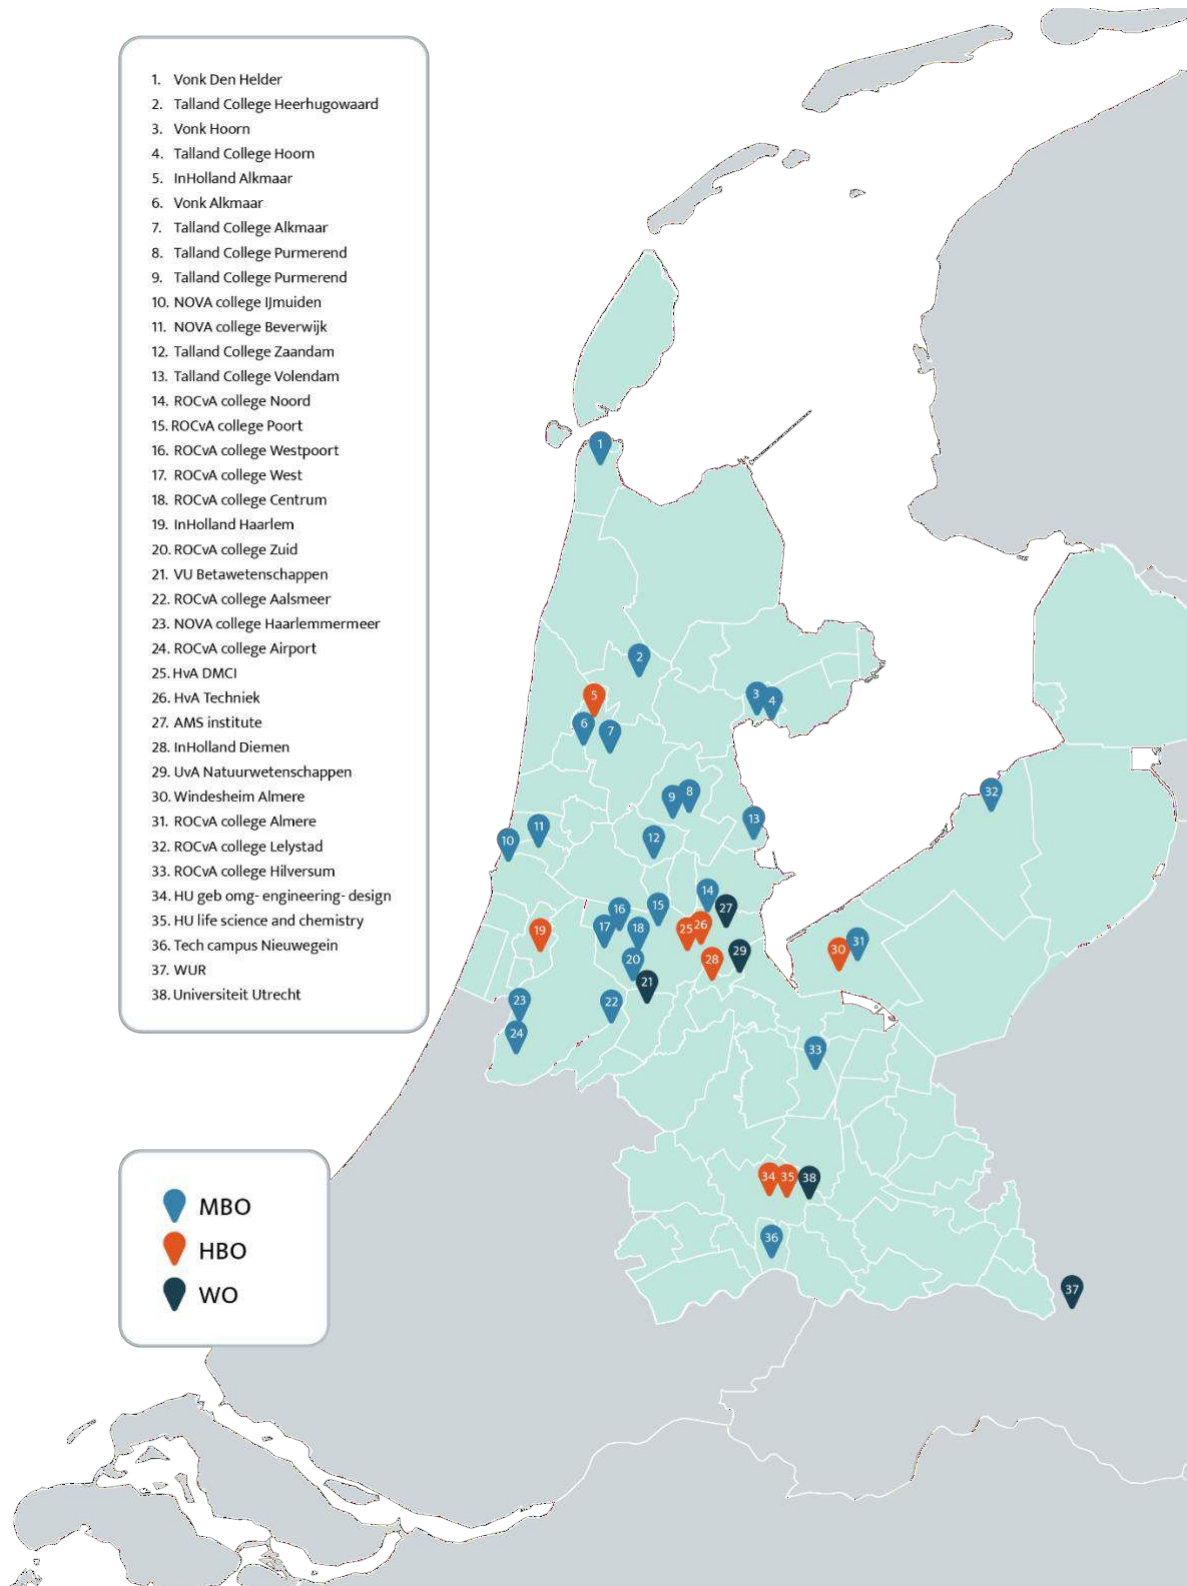 1. Vonk Den Helder
2. Talland College Heerhugowaard
3. Vonk Hoorn
4. Talland College Hoorn
5. InHolland Alkmaar
6. Vonk Alkmaar
7. Talland College Alkmaar
8. Talland College Purmerend
9. Talland College Purmerend
10. NOVA college IJmuiden
11. NOVA college Beverwijk
12. Talland College Zaandam
13. Talland College Volendam
14. ROCvA college Noord
15. ROCvA college Poort
16. ROCvA college Westpoort
17. ROCvA college West
18. ROCvA college Centrum
19. InHolland Haarlem
20. ROCvA college Zuid
21. VU Betawetenschappen
22. ROCvA college Aalsmeer
23. NOVA college Haarlemmermeer
24. ROCvA college Airport
25. HvA DMCI
26. HvA Techniek
27. AMS institute
28. InHolland Diemen
29. UvA Natuurwetenschappen
30. Windesheim Almere
31. ROCvA college Almere
32. ROCvA college Lelystad
33. ROCvA college Hilversum
34. HU geb omg- engineering- design
35. HU life science and chemistry
36. Tech campus Nieuwegein
37. WUR
38. Universiteit Utrecht
MBO
HBO
WO
1
2
3
4
5
6
7
8
9
32
13
11
10
12
14
27
15
16
26
25
17
18
19
31
30
29
28
20
21
22
23
24
33
34
35
38
36
37